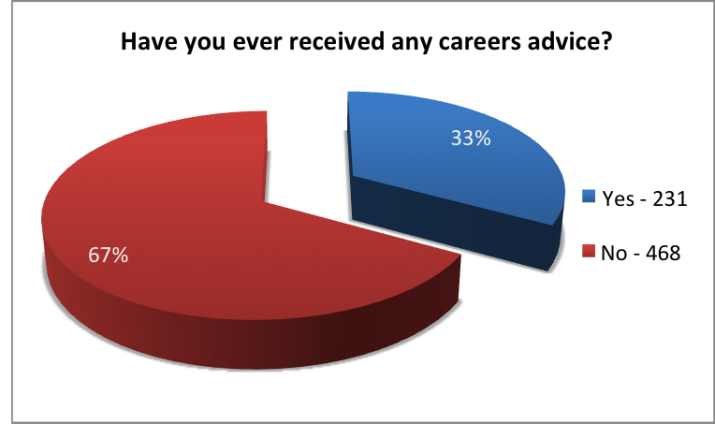 Have you ever received any careers advice?
33%
Yes - 231
No - 468
67%